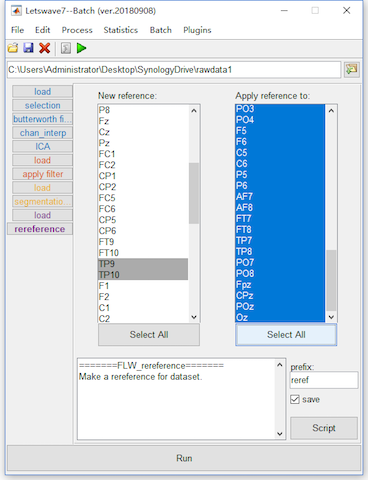 Letswave7--Batch (ver.20180908)
File Edit Process Statistics Batch Plugins
C:\Users\Administrator\Desktop\SynologyDrive\rawdata1
load
selection
butterworth fi...
chan_interp
ICA
load
apply filter
load
segmentatio...
load
rereference
New reference:
P8
Fz
Cz
Pz
FC1
FC2
CP1
CP2
FC5
FC6
CP5
CP6
FT9
FT10
TP9
TP10
F1
F2
C1
C2
Select All
Apply reference to:
PO3
PO4
F5
F6
C5
C6
P5
P6
AF7
AF8
FT7
FT8
TP7
TP8
PO7
PO8
Fpz
CPz
POz
Oz
Select All
=======FLW_rereference=======
Make a rereference for dataset.
prefix:
reref
save
Script
Run